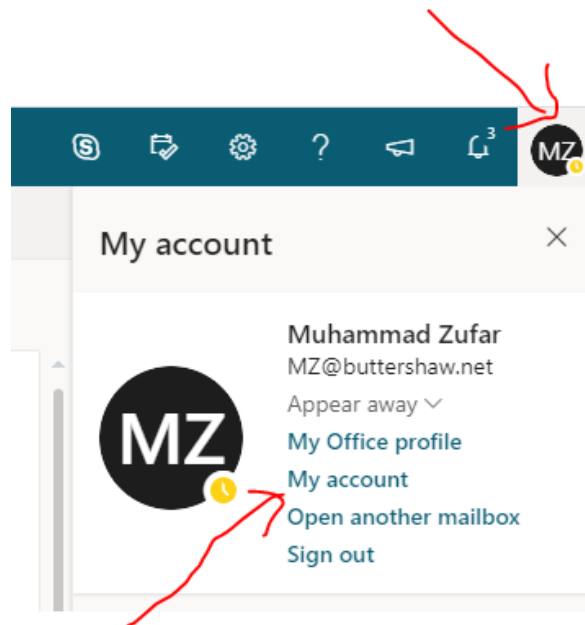 S
?
3
MZ
My account
Muhammad Zufar
MZ@buttershaw.net
MZ
Appear away
My Office profile
My account
Open another mailbox
Sign out